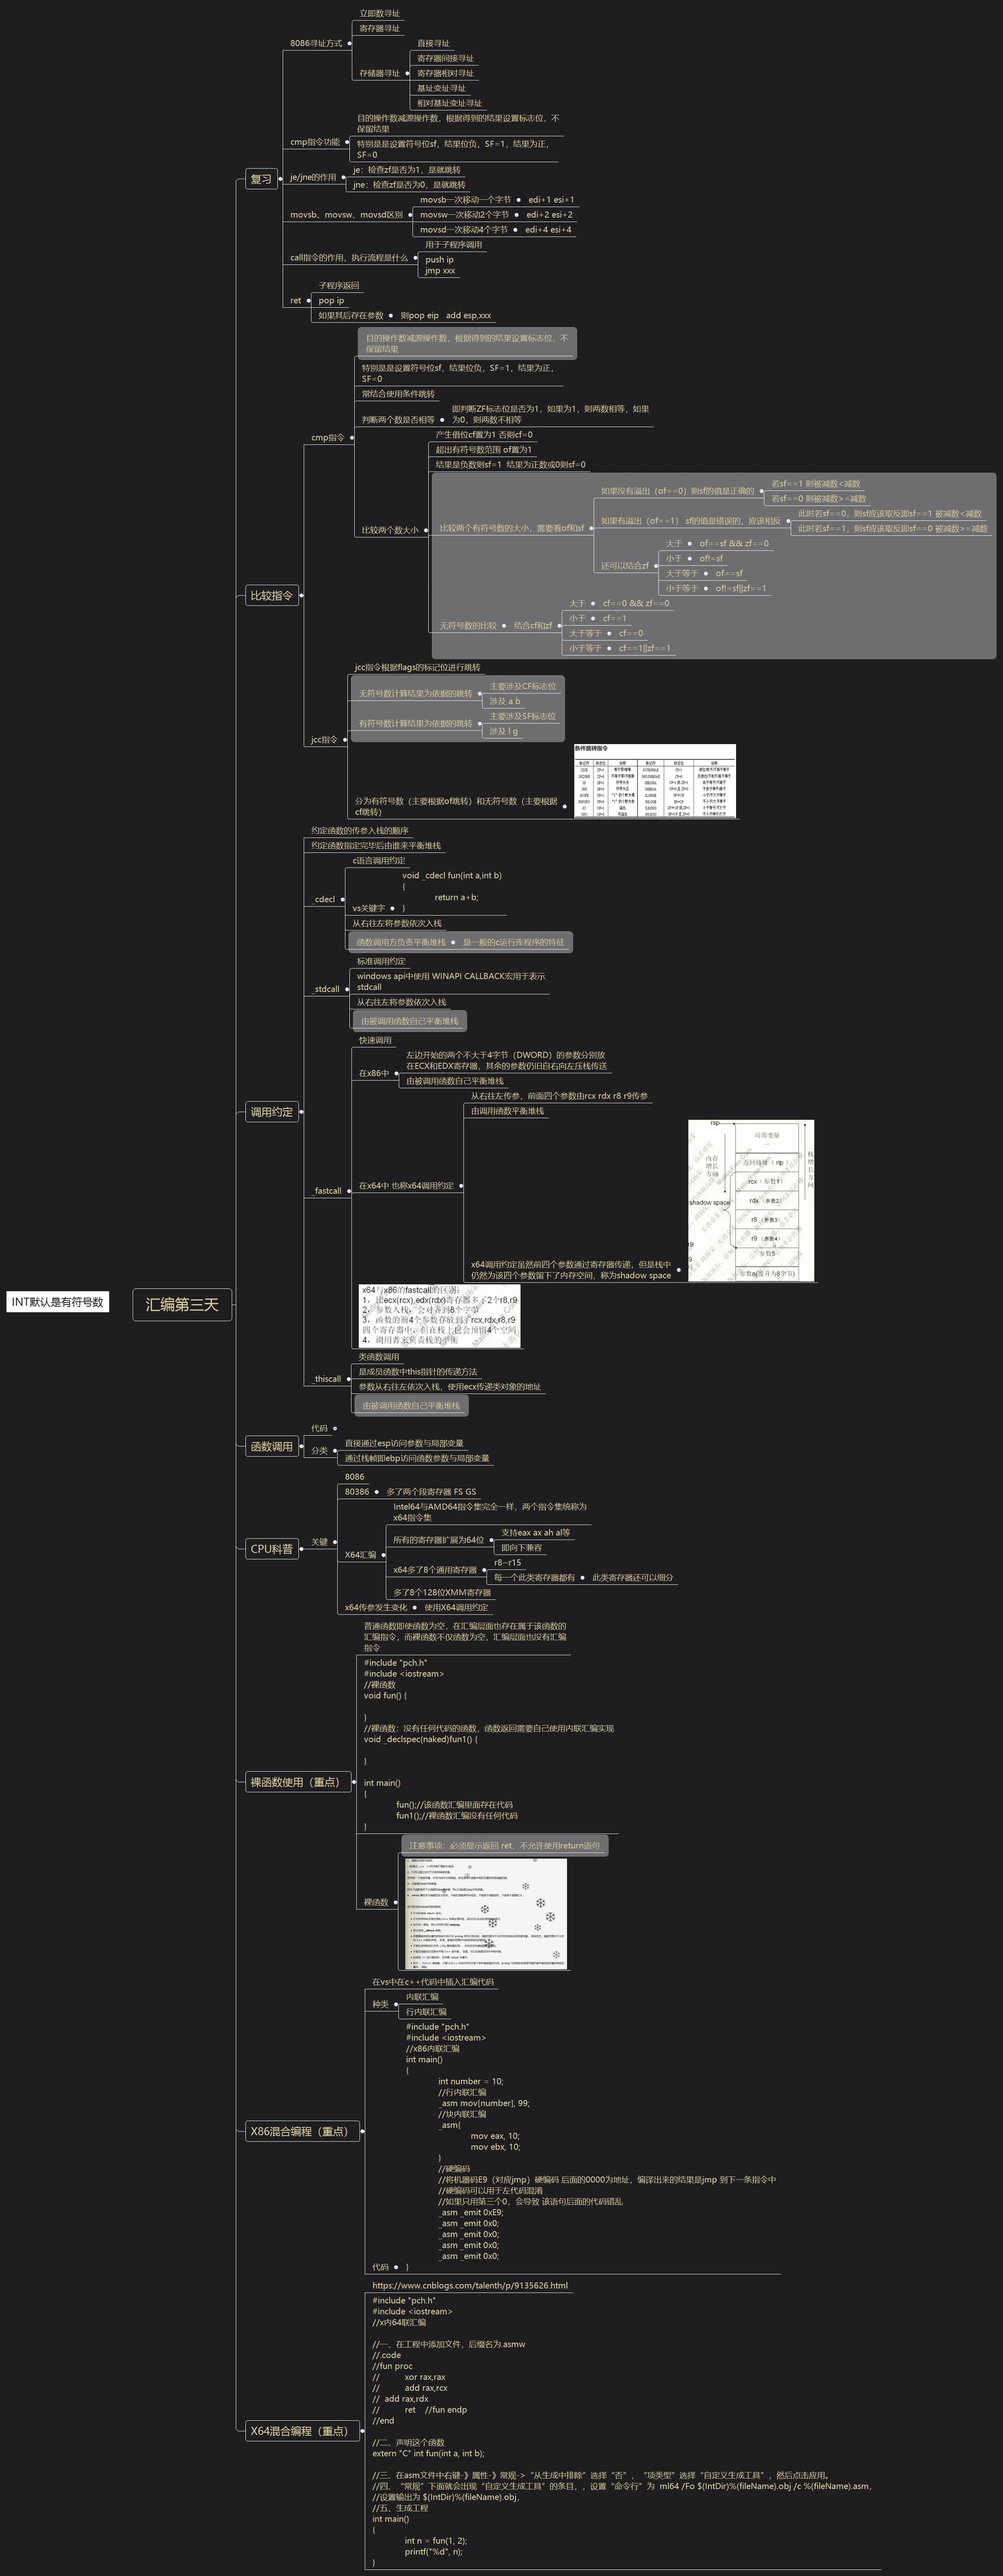 INT默认是有符号数
汇编第三天
复习
8086寻址方式
立即数寻址
寄存器寻址
存储器寻址
直接寻址
寄存器间接寻址
寄存器相对寻址
基址变址寻址
相对基址变址寻址
cmp指令功能
目的操作数减源操作数，根据得到的结果设置标志位，不
保留结果
特别是是设置符号位sf，结果位负，SF=1，结果为正，
SF=0
je/jne的作用
je：检查zf是否为1，是就跳转
jne：检查zf是否为0，是就跳转
movsb、movsw、movsd区别
movsb一次移动一个字节
edi+1 esi+1
movsw一次移动2个字节
edi+2 esi+2
movsd一次移动4个字节
edi+4 esi+4
call指令的作用，执行流程是什么
用于子程序调用
push ip
jmp xxx
ret
子程序返回
pop ip
如果其后存在参数
则pop eip add esp,xxx
比较指令
cmp指令
目的操作数减源操作数，根据得到的结果设置标志位，不
保留结果
特别是是设置符号位sf，结果位负，SF=1，结果为正，
SF=0
常结合使用条件跳转
判断两个数是否相等
即判断ZF标志位是否为1，如果为1，则两数相等，如果
为0，则两数不相等
比较两个数大小
产生借位cf置为1 否则cf=0
超出有符号数范围 of置为1
结果是负数则sf=1 结果为正数或0则sf=0
比较两个有符号数的大小，需要看of和sf
如果没有溢出（of==0）则sf的值是正确的
若sf==1 则被减数<减数
若sf==0 则被减数>=减数
如果有溢出（of==1） sf的值是错误的，应该相反
此时若sf==0，则sf应该取反即sf==1 被减数<减数
此时若sf==1，则sf应该取反即sf==0 被减数>=减数
还可以结合zf
大于
of==sf && zf==0
小于
of!=sf
大于等于
of==sf
小于等于
of!=sf||zf==1
无符号数的比较
结合cf和zf
大于
cf==0 && zf==0
小于
cf==1
大于等于
cf==0
小于等于
cf==1||zf==1
jcc指令
jcc指令根据flags的标记位进行跳转
无符号数计算结果为依据的跳转
主要涉及CF标志位
涉及 a b
有符号数计算结果为依据的跳转
主要涉及SF标志位
涉及 l g
分为有符号数（主要根据of跳转）和无符号数（主要根据
cf跳转）
条件跳转指令
调用约定
约定函数的传参入栈的顺序
约定函数指定完毕后由谁来平衡堆栈
_cdecl
c语言调用约定
vs关键字
void _cdecl fun(int a,int b)
{
return a+b;
}
从右往左将参数依次入栈
函数调用方负责平衡堆栈
是一般的c运行库程序的特征
_stdcall
标准调用约定
windows api中使用 WINAPI CALLBACK宏用于表示
stdcall
从右往左将参数依次入栈
由被调用函数自己平衡堆栈
_fastcall
快速调用
在x86中
左边开始的两个不大于4字节（DWORD）的参数分别放
在ECX和EDX寄存器，其余的参数仍旧自右向左压栈传送
由被调用函数自己平衡堆栈
在x64中 也称x64调用约定
从右往左传参，前面四个参数由rcx rdx r8 r9传参
由调用函数平衡堆栈
x64调用约定虽然前四个参数通过寄存器传递，但是栈中
仍然为该四个参数留下了内存空间，称为shadow space
rsp
局部变量
...
返回地址（ rip ）
rcx（ 参数1）
rdx （参数2）
r8 （参数3）
r9 （参数4）
参数5
参数n(提升为8字节)
内存增长方向
栈增长方向
shadow space
x64与x86的fastcall的区别：
1，比ecx(rcx),edx(rdx)寄存器多了2个r8,r9
2，参数入栈，会对齐到8个字节
3，函数的前4个参数存放到了rcx,rdx,r8,r9
四个寄存器中，但在栈上也会预留4个空间
4，调用者来负责栈的平衡
_thiscall
类函数调用
是成员函数中this指针的传递方法
参数从右往左依次入栈，使用ecx传递类对象的地址
由被调用函数自己平衡堆栈
函数调用
代码
分类
直接通过esp访问参数与局部变量
通过栈帧即ebp访问函数参数与局部变量
CPU科普
关键
8086
80386
多了两个段寄存器 FS GS
X64汇编
Intel64与AMD64指令集完全一样，两个指令集统称为
x64指令集
所有的寄存器扩展为64位
支持eax ax ah al等
即向下兼容
x64多了8个通用寄存器
r8~r15
每一个此类寄存器都有
此类寄存器还可以细分
多了8个128位XMM寄存器
x64传参发生变化
使用X64调用约定
裸函数使用（重点）
普通函数即使函数为空，在汇编层面也存在属于该函数的
汇编指令，而裸函数不仅函数为空，汇编层面也没有汇编
指令
#include "pch.h"
#include <iostream>
//裸函数
void fun() {
}
//裸函数：没有任何代码的函数，函数返回需要自己使用内联汇编实现
void _declspec(naked)fun1() {
}
int main()
{
fun();//该函数汇编里面存在代码
fun1();//裸函数汇编没有任何代码
}
裸函数
注意事项：必须显示返回 ret，不允许使用return语句
X86混合编程（重点）
在vs中在c++代码中插入汇编代码
种类
内联汇编
行内联汇编
代码
#include "pch.h"
#include <iostream>
//x86内联汇编
int main()
{
int number = 10;
//行内联汇编
_asm mov[number], 99;
//块内联汇编
_asm{
mov eax, 10;
mov ebx, 10;
}
//硬编码
//将机器码E9（对应jmp）硬编码 后面的0000为地址，编译出来的结果是jmp 到下一条指令中
//硬编码可以用于左代码混淆
//如果只用第三个0，会导致 该语句后面的代码错乱
_asm _emit 0xE9;
_asm _emit 0x0;
_asm _emit 0x0;
_asm _emit 0x0;
_asm _emit 0x0;
}
X64混合编程（重点）
https://www.cnblogs.com/talenth/p/9135626.html
#include "pch.h"
#include <iostream>
//x内64联汇编
//一、在工程中添加文件，后缀名为.asmw
//.code
//fun proc
// xor rax,rax
// add rax,rcx
// add rax,rdx
// ret //fun endp
//end
//二、声明这个函数
extern "C" int fun(int a, int b);
//三、在asm文件中右键-》属性-》常规->“从生成中排除”选择“否”，“项类型”选择“自定义生成工具”，然后点击应用。
//四、“常规”下面就会出现“自定义生成工具”的条目，，设置“命令行”为 ml64 /Fo $(IntDir)%(fileName).obj /c %(fileName).asm，
//设置输出为 $(IntDir)%(fileName).obj，
//五、生成工程
int main()
{
int n = fun(1, 2);
printf("%d", n);
}